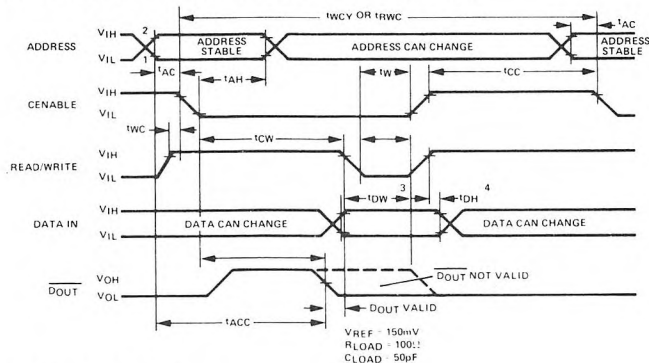 tWCY OR tRWC
tAC
ADDRESS
VIH
VIL
2
1
ADDRESS STABLE
ADDRESS CAN CHANGE
ADDRESS STABLE
tAC
tAH
tW
tCC
CENABLE
VIH
VIL
tWC
tCW
READ/WRITE
VIH
VIL
tDW
3
tDH
4
DATA IN
VIH
VIL
DATA CAN CHANGE
DATA CAN CHANGE
DOUT
VOH
VOL
DOUT NOT VALID
DOUT VALID
tACC
VREF = 150mV
RLOAD = 100Ω
CLOAD = 50pF